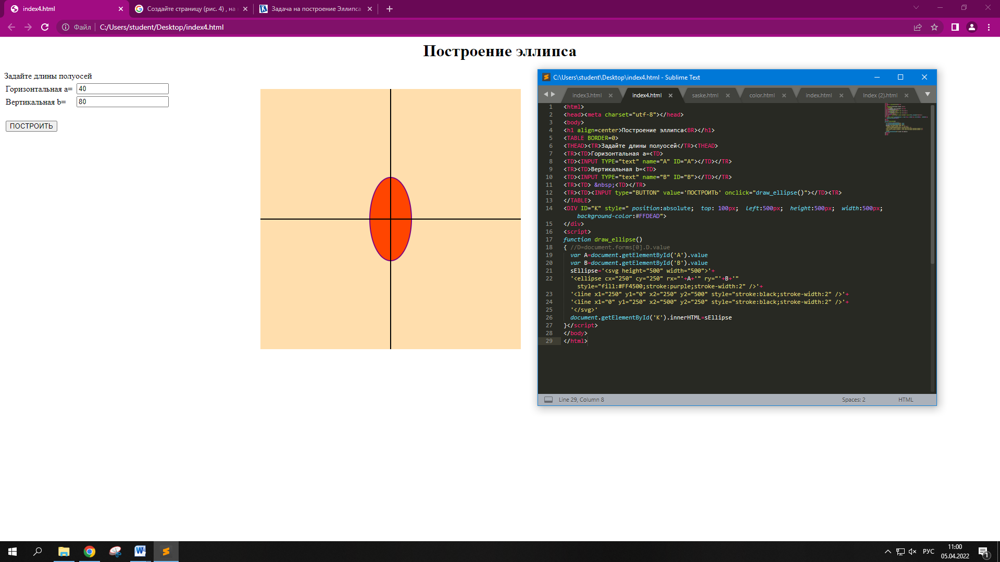 index4.html
Создайте страницу (рис. 4) , на
Задача на построение Эллипса
Файл
C:/Users/student/Desktop/index4.html
Построение эллипса
Задайте длины полуосей
Горизонтальная a= 40
Вертикальная b= 80
ПОСТРОИТЬ
C:\Users\student\Desktop\index4.html - Sublime Text
index3.html index4.html saske.html color.html index.html Index (2).html
1 <html>
2 <head><meta charset="utf-8"></head>
3 <body>
4 <h1 align=center>Построение эллипса<BR></h1>
5 <TABLE BORDER=0>
6 <THEAD><TR>Задайте длины полуосей</TR><THEAD>
7 <TR><TD>Горизонтальная a=<TD>
8 <TD><INPUT TYPE="text" name="A" ID="A"></TD></TR>
9 <TR><TD>Вертикальная b=<TD>
10 <TD><INPUT TYPE="text" name="B" ID="B"></TD></TR>
11 <TR><TD> &nbsp;<TD></TR>
12 <TR><TD><INPUT type="BUTTON" value='ПОСТРОИТЬ' onclick="draw_ellipse()"></TD><TR>
13 </TABLE>
14 <DIV ID="K" style=" position:absolute;  top: 100px;  left:500px;  height:500px;  width:500px;
background-color:#FFDEAD">
15 </div>
16 <script>
17 function draw_ellipse()
18 { //D=document.forms[0].D.value
19 var A=document.getElementById('A').value
20 var B=document.getElementById('B').value
21 sEllipse='<svg height="500" width="500">'+
22 '<ellipse cx="250" cy="250" rx="'+A+'" ry="'+B+'"
style="fill:#FF4500;stroke:purple;stroke-width:2" />'+
23 '<line x1="250" y1="0" x2="250" y2="500" style="stroke:black;stroke-width:2" />'+
24 '<line x1="0" y1="250" x2="500" y2="250" style="stroke:black;stroke-width:2" />'+
25 '</svg>'
26 document.getElementById('K').innerHTML=sEllipse
27 }</script>
28 </body>
29 </html>
Line 29, Column 8
Spaces: 2
HTML
РУС
11:00
05.04.2022
1